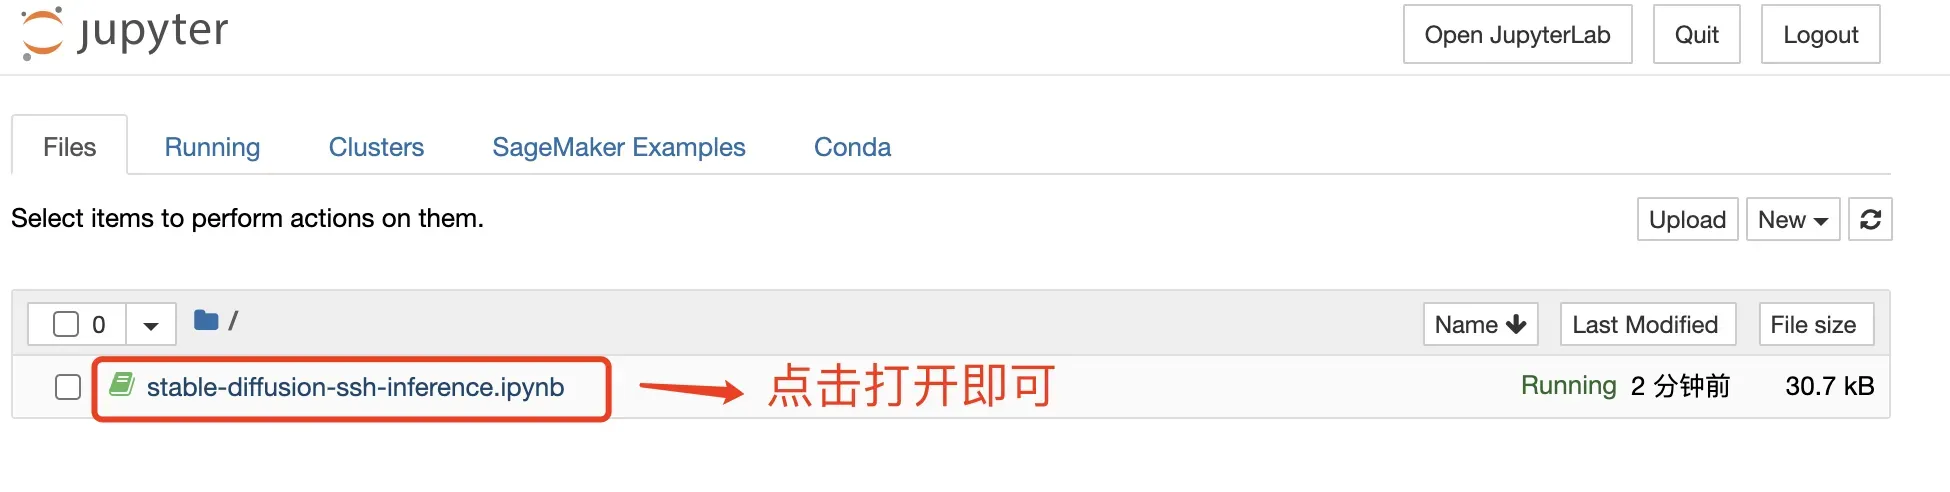 jupyter
Open JupyterLab Quit Logout
Files Running Clusters SageMaker Examples Conda
Select items to perform actions on them.
Upload New
0 / Name Last Modified File size
stable-diffusion-ssh-inference.ipynb 点击打开即可 Running 2 分钟前 30.7 kB